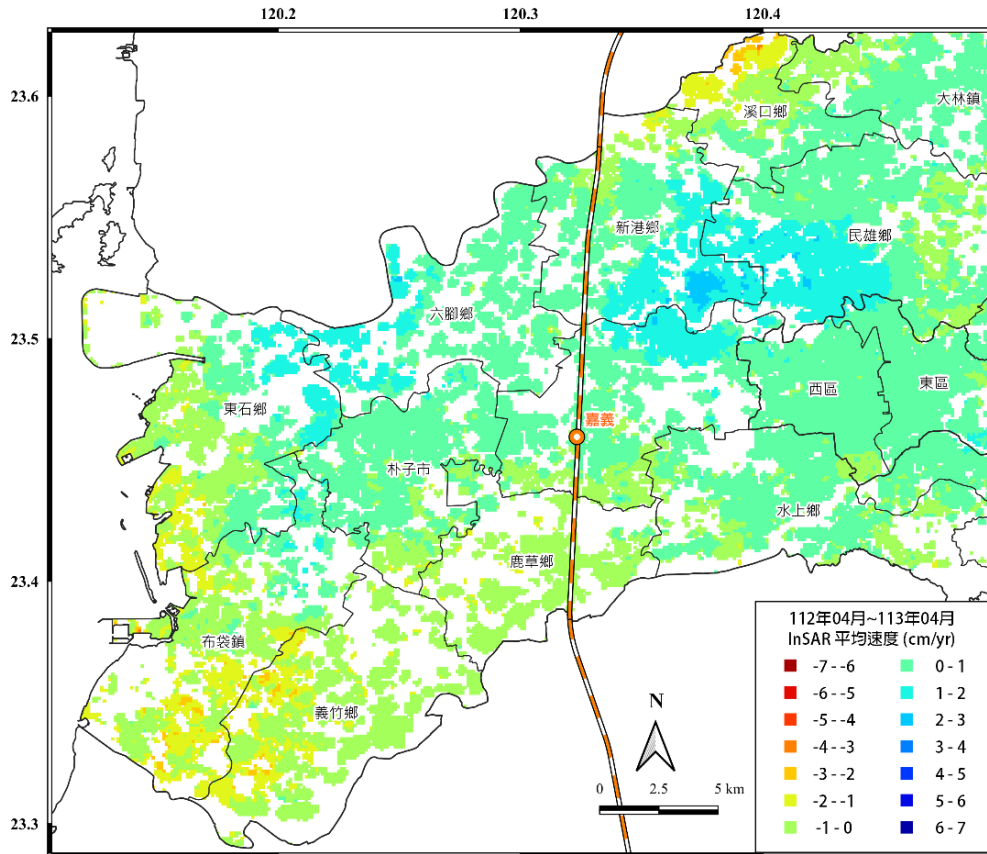 120.2 120.3 120.4
23.6
溪口鄉
大林鎮
新港鄉
民雄鄉
六腳鄉
23.5
西區
東區
東石鄉
嘉義
朴子市
水上鄉
鹿草鄉
23.4
布袋鎮
義竹鄉
N
0 2.5 5 km
23.3
112年04月~113年04月
InSAR 平均速度 (cm/yr)
-7 - -6 0 - 1
-6 - -5 1 - 2
-5 - -4 2 - 3
-4 - -3 3 - 4
-3 - -2 4 - 5
-2 - -1 5 - 6
-1 - 0 6 - 7